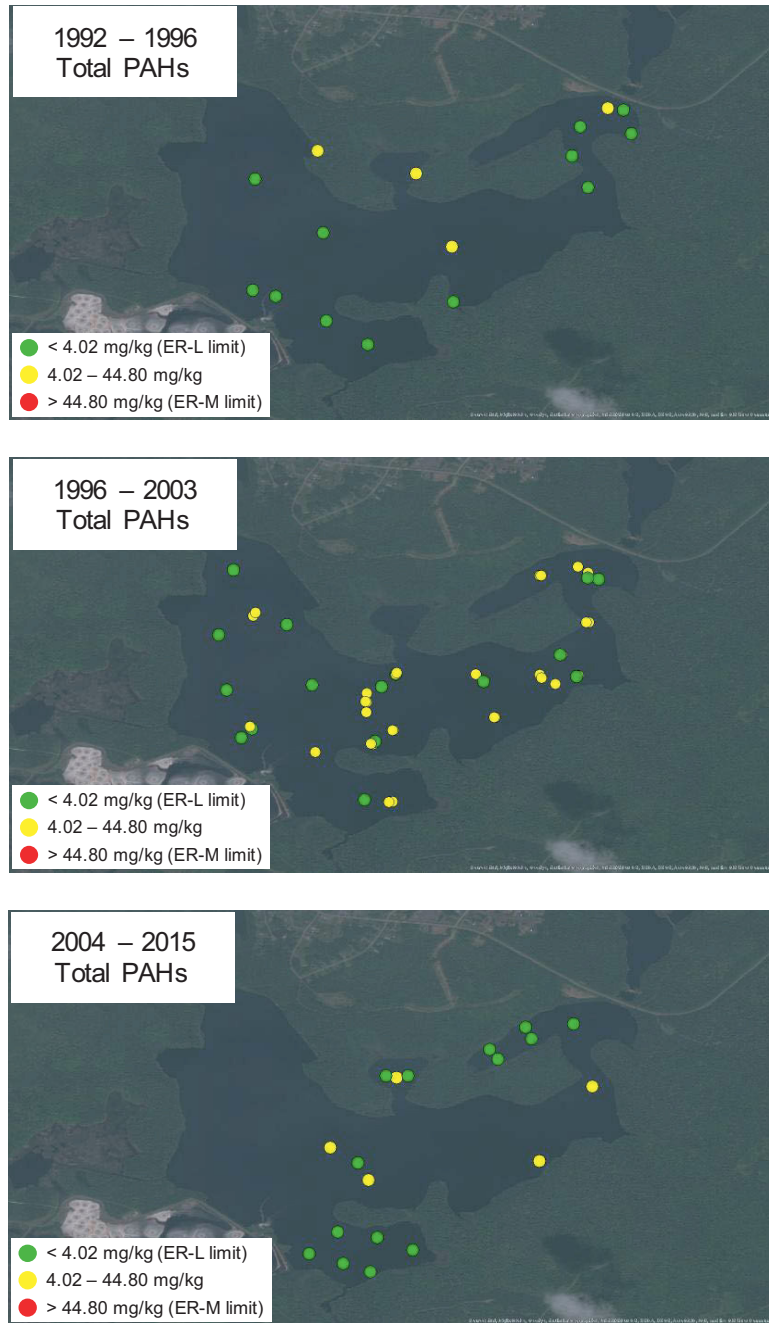 1992 – 1996
Total PAHs
< 4.02 mg/kg (ER-L limit)
4.02 – 44.80 mg/kg
> 44.80 mg/kg (ER-M limit)
1996 – 2003
Total PAHs
< 4.02 mg/kg (ER-L limit)
4.02 – 44.80 mg/kg
> 44.80 mg/kg (ER-M limit)
2004 – 2015
Total PAHs
< 4.02 mg/kg (ER-L limit)
4.02 – 44.80 mg/kg
> 44.80 mg/kg (ER-M limit)